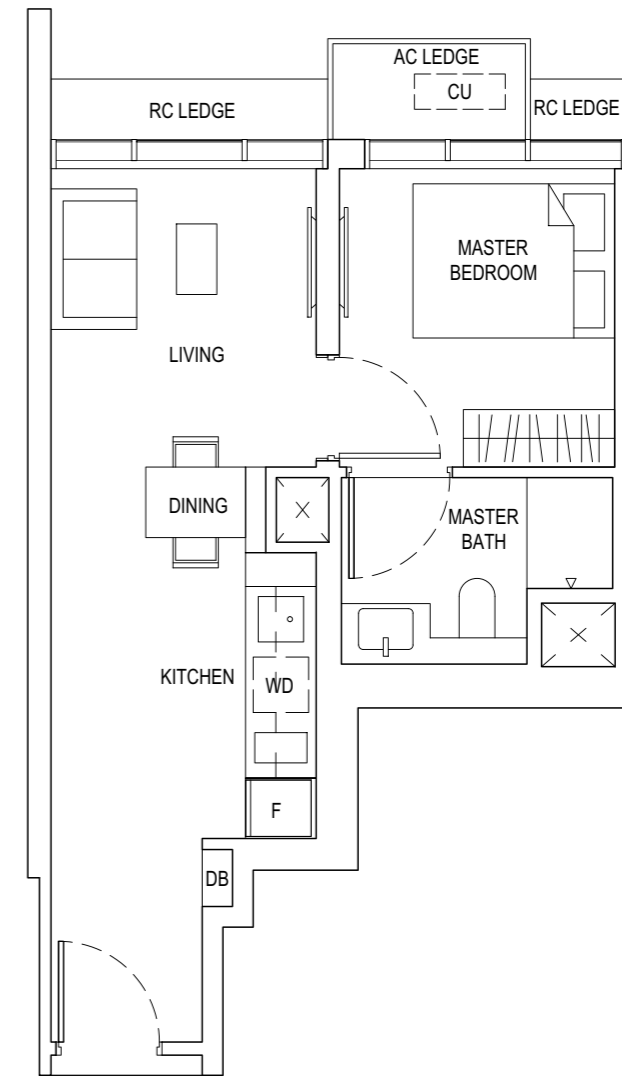 AC LEDGE
CU
RC LEDGE
RC LEDGE
MASTER
BEDROOM
LIVING
DINING
MASTER
BATH
KITCHEN
WD
F
DB